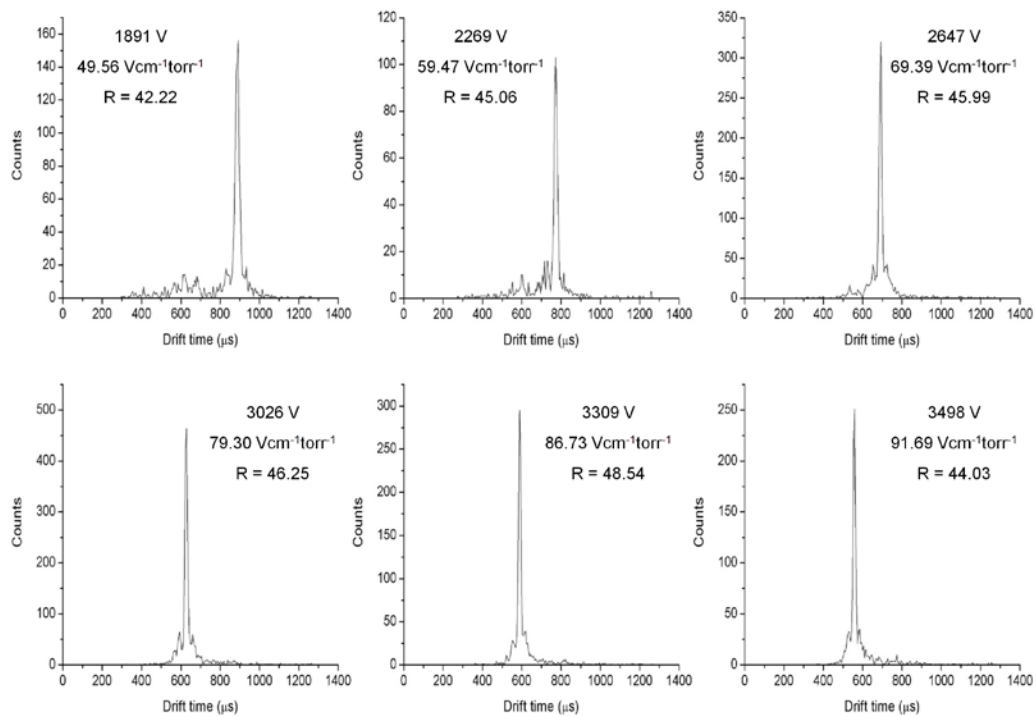 1891 V
49.56 Vcm⁻¹torr⁻¹
R = 42.22
Counts
160
140
120
100
80
60
40
20
0
0 200 400 600 800 1000 1200 1400
Drift time (μs)
2269 V
59.47 Vcm⁻¹torr⁻¹
R = 45.06
Counts
120
100
80
60
40
20
0
0 200 400 600 800 1000 1200 1400
Drift time (μs)
2647 V
69.39 Vcm⁻¹torr⁻¹
R = 45.99
Counts
350
300
250
200
150
100
50
0
0 200 400 600 800 1000 1200 1400
Drift time (μs)
3026 V
79.30 Vcm⁻¹torr⁻¹
R = 46.25
Counts
500
400
300
200
100
0
0 200 400 600 800 1000 1200 1400
Drift time (μs)
3309 V
86.73 Vcm⁻¹torr⁻¹
R = 48.54
Counts
300
250
200
150
100
50
0
0 200 400 600 800 1000 1200 1400
Drift time (μs)
3498 V
91.69 Vcm⁻¹torr⁻¹
R = 44.03
Counts
250
200
150
100
50
0
0 200 400 600 800 1000 1200 1400
Drift time (μs)